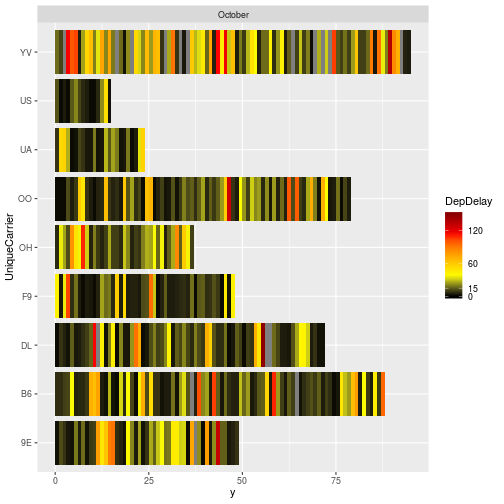 October
YV
US
UA
OO
OH
F9
DL
B6
9E
UniqueCarrier
0 25 50 75
y
DepDelay
120
60
15
0